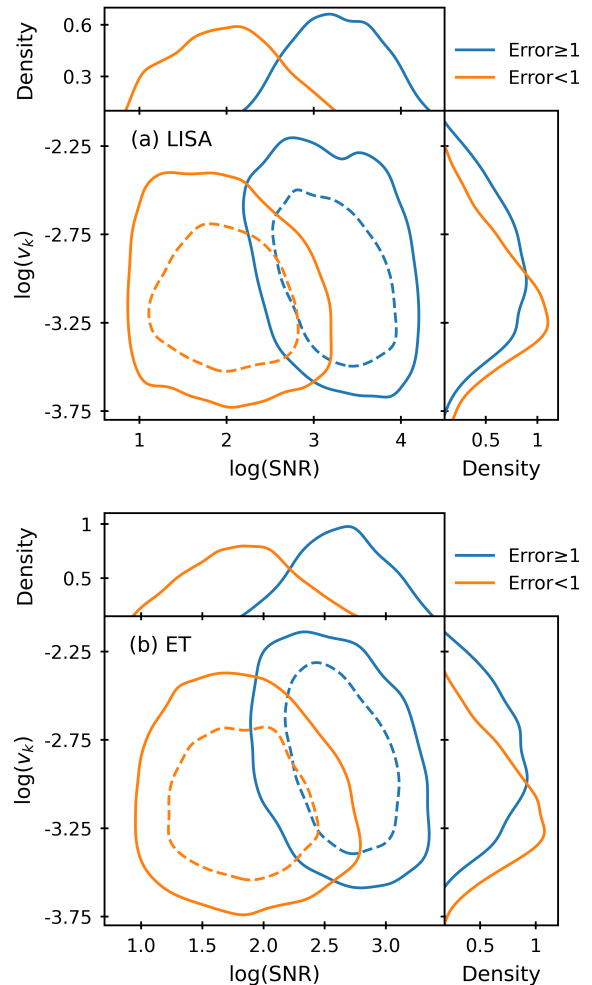 Density
0.6
0.3
Error≥1
Error<1
(a) LISA
log(vₖ)
-2.25
-2.75
-3.25
-3.75
1 2 3 4
log(SNR)
0.5 1
Density
Density
1
0.5
Error≥1
Error<1
(b) ET
log(vₖ)
-2.25
-2.75
-3.25
-3.75
1.0 1.5 2.0 2.5 3.0
log(SNR)
0.5 1
Density